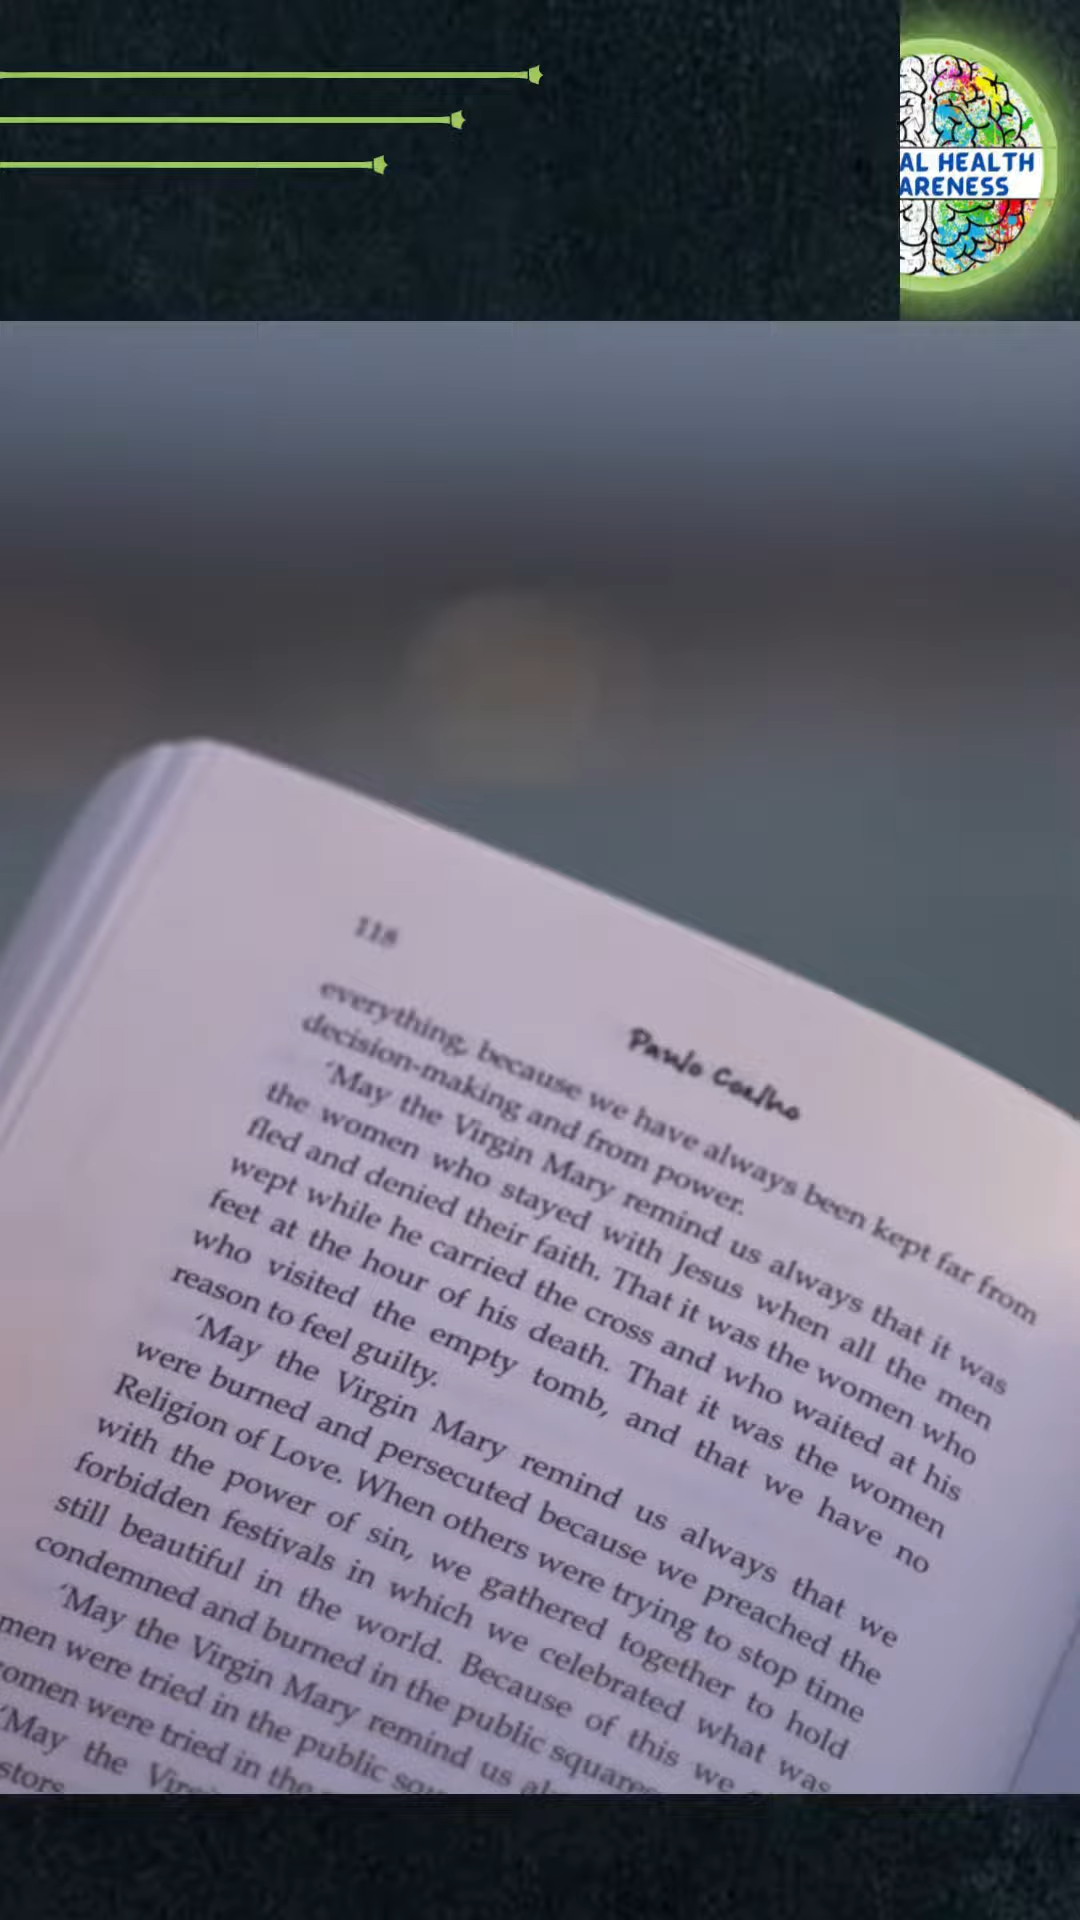 AL HEALTH
ARENESS
118
Paulo Coelho
everything, because we have always been kept far from
decision-making and from power.
'May the Virgin Mary remind us always that it was
the women who stayed with Jesus when all the men
fled and denied their faith. That it was the women who
wept while he carried the cross and who waited at his
feet at the hour of his death. That it was the women
who visited the empty tomb, and that we have no
reason to feel guilty.
'May the Virgin Mary remind us always that we
were burned and persecuted because we preached the
Religion of Love. When others were trying to stop time
with the power of sin, we gathered together to hold
forbidden festivals in which we celebrated what was
still beautiful in the world. Because of this we
condemned and burned in the public squares
'May the Virgin Mary remind us al
men were tried in the public squ
omen were tried in the
'May the Vir
stors